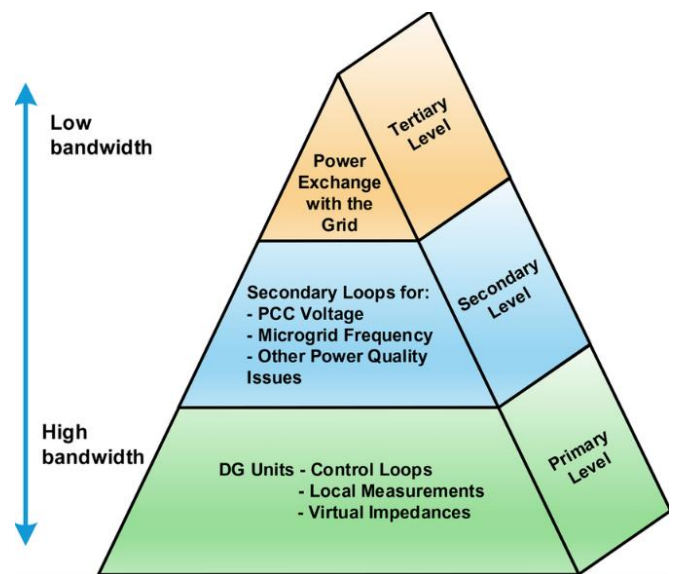 Low
bandwidth
Power
Exchange
with the
Grid
Tertiary
Level
Secondary Loops for:
- PCC Voltage
- Microgrid Frequency
- Other Power Quality
Issues
Secondary
Level
High
bandwidth
DG Units - Control Loops
- Local Measurements
- Virtual Impedances
Primary
Level